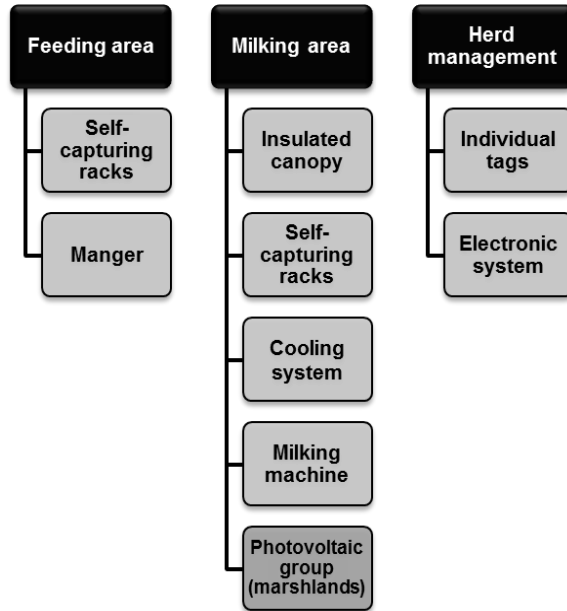 Feeding area
Self-
capturing
racks
Manger
Milking area
Insulated
canopy
Self-
capturing
racks
Cooling
system
Milking
machine
Photovoltaic
group
(marshlands)
Herd
management
Individual
tags
Electronic
system